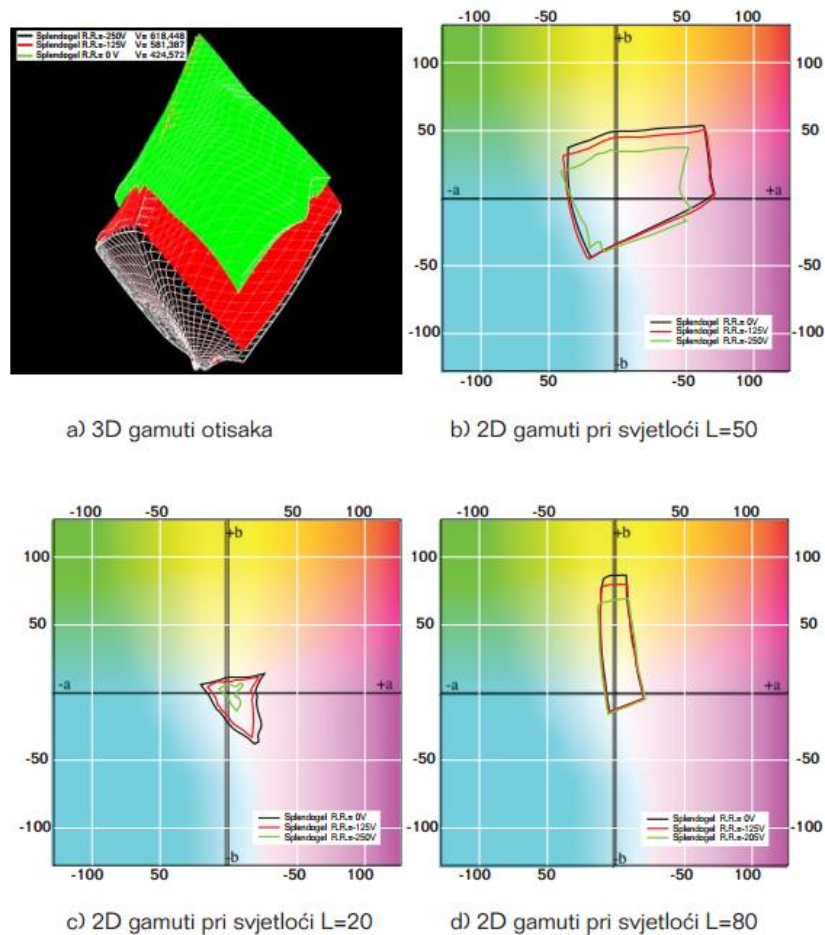 Splendogel R.R.=-250V V= 618,448
Splendogel R.R.=-125V V= 581,387
Splendogel R.R.= 0 V V= 424,572
a) 3D gamuti otisaka
-100 -50 50 100
+b
100 100
50 50
-a +a
-50 -50
Splendogel R.R.= 0V
Splendogel R.R.=-125V
Splendogel R.R.=-250V
-100 -100
-b
-100 50 -50 100
b) 2D gamuti pri svjetloći L=50
-100 -50 50 100
+b
100
50
-a +a
-50
Splendogel R.R.= 0V
Splendogel R.R.=-125V
Splendogel R.R.=-250V
-100
-b
-100 50 -50 100
c) 2D gamuti pri svjetloći L=20
-100 -50 50 100
+b
100
50
-a +a
-50
Splendogel R.R.= 0V
Splendogel R.R.=-125V
Splendogel R.R.=-205V
-100
-b
-100 50 50 100
d) 2D gamuti pri svjetloći L=80